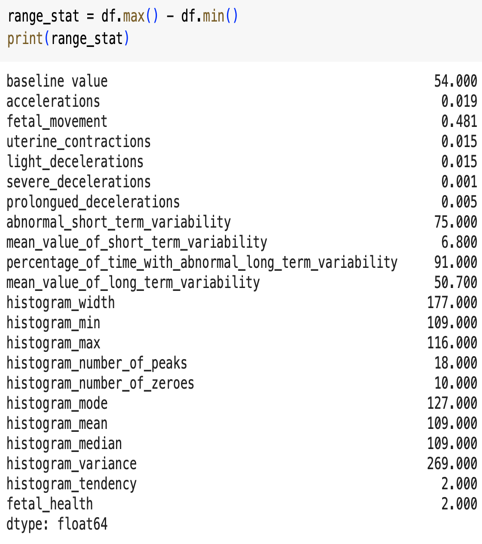 range_stat = df.max() - df.min()
print(range_stat)
baseline value 54.000
accelerations 0.019
fetal_movement 0.481
uterine_contractions 0.015
light_decelerations 0.015
severe_decelerations 0.001
prolongued_decelerations 0.005
abnormal_short_term_variability 75.000
mean_value_of_short_term_variability 6.800
percentage_of_time_with_abnormal_long_term_variability 91.000
mean_value_of_long_term_variability 50.700
histogram_width 177.000
histogram_min 109.000
histogram_max 116.000
histogram_number_of_peaks 18.000
histogram_number_of_zeroes 10.000
histogram_mode 127.000
histogram_mean 109.000
histogram_median 109.000
histogram_variance 269.000
histogram_tendency 2.000
fetal_health 2.000
dtype: float64